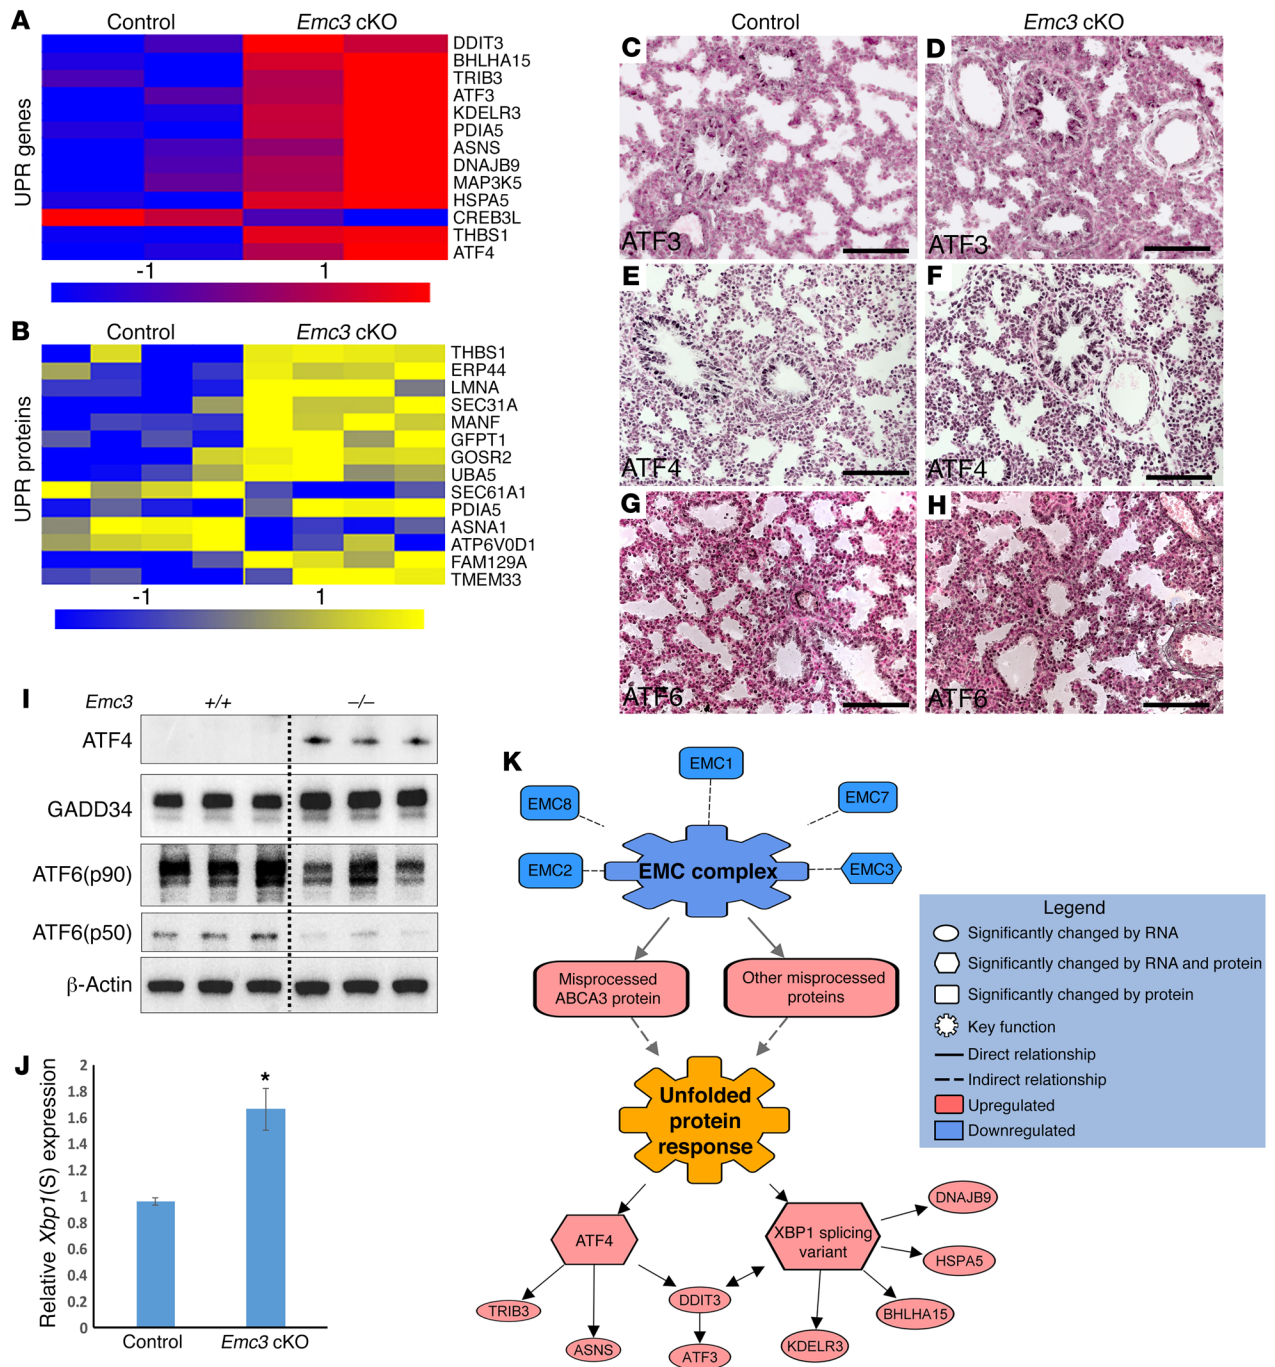 A
Control
Emc3 cKO
UPR genes
DDIT3
BHLHA15
TRIB3
ATF3
KDELR3
PDIA5
ASNS
DNAJB9
MAP3K5
HSPA5
CREB3L
THBS1
ATF4
-1
1
B
Control
Emc3 cKO
UPR proteins
THBS1
ERP44
LMNA
SEC31A
MANF
GFPT1
GOSR2
UBA5
SEC61A1
PDIA5
ASNA1
ATP6V0D1
FAM129A
TMEM33
-1
1
Control
Emc3 cKO
C
ATF3
D
ATF3
E
ATF4
F
ATF4
G
ATF6
H
ATF6
I
Emc3
+/+
–/–
ATF4
GADD34
ATF6(p90)
ATF6(p50)
β-Actin
J
Relative Xbp1(S) expression
2
1.8
1.6
1.4
1.2
1
0.8
0.6
0.4
0.2
0
*
Control
Emc3 cKO
K
EMC1
EMC8
EMC7
EMC2
EMC complex
EMC3
Misprocessed
ABCA3 protein
Other misprocessed
proteins
Unfolded
protein
response
ATF4
XBP1 splicing
variant
DNAJB9
HSPA5
BHLHA15
KDELR3
DDIT3
TRIB3
ASNS
ATF3
Legend
Significantly changed by RNA
Significantly changed by RNA and protein
Significantly changed by protein
Key function
Direct relationship
Indirect relationship
Upregulated
Downregulated